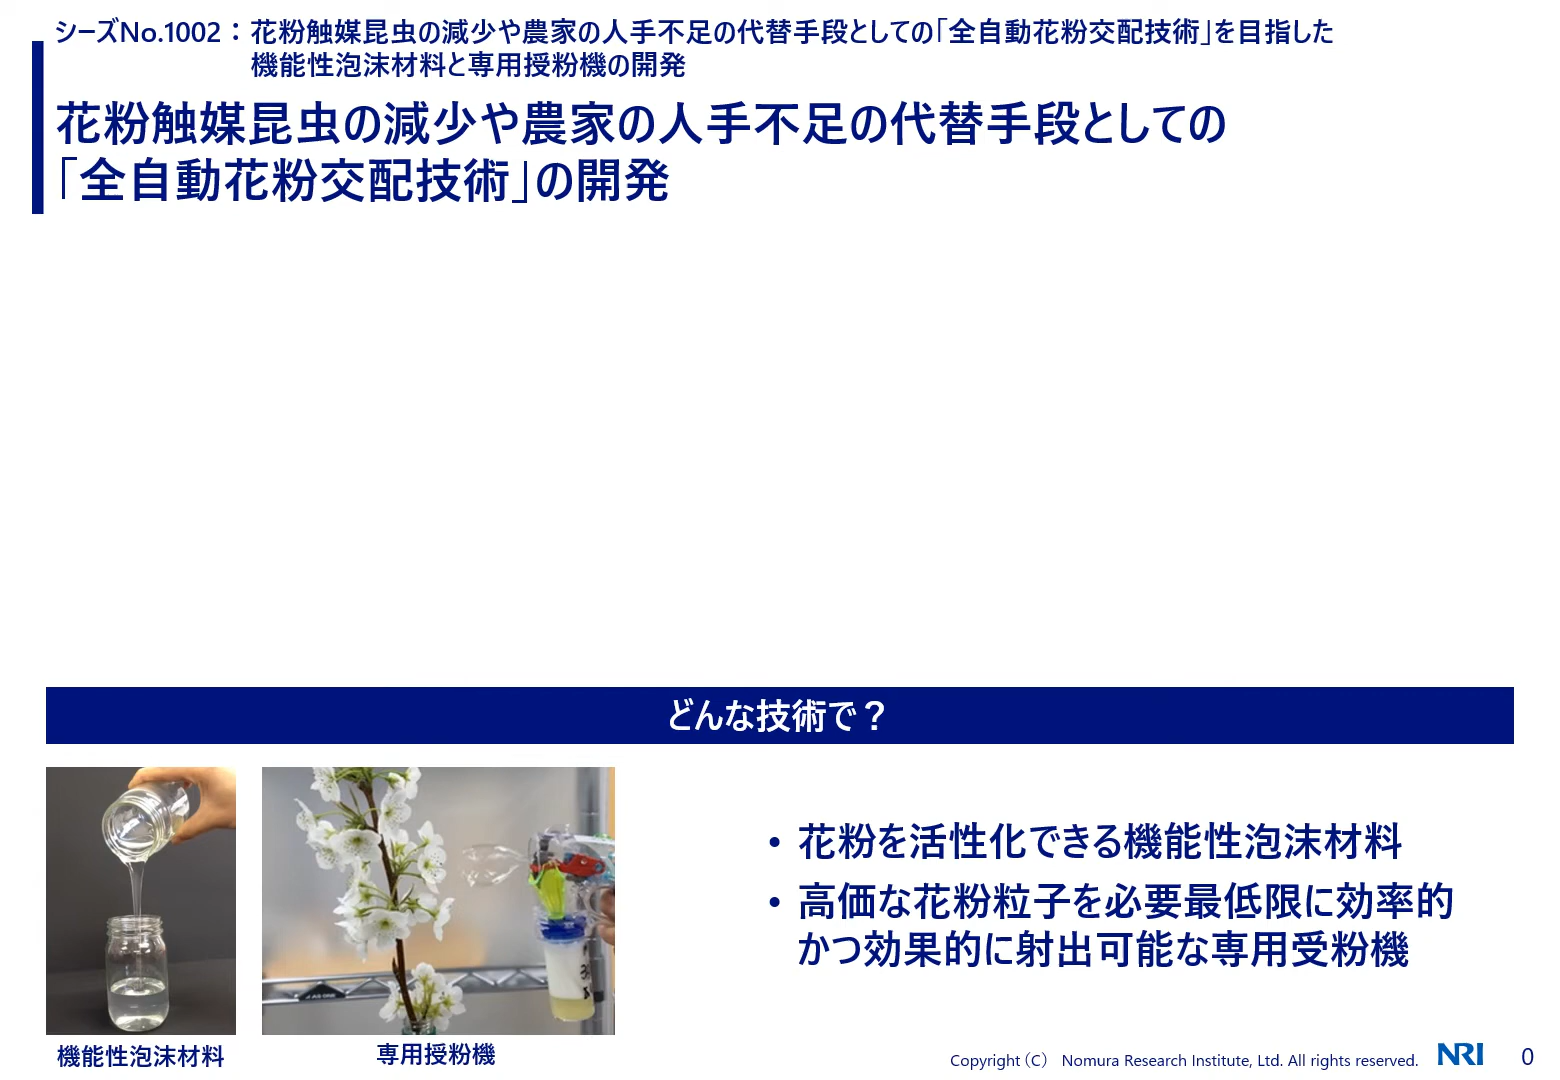 シーズNo.1002：花粉触媒昆虫の減少や農家の人手不足の代替手段としての「全自動花粉交配技術」を目指した
機能性泡沫材料と専用授粉機の開発
花粉触媒昆虫の減少や農家の人手不足の代替手段としての
「全自動花粉交配技術」の開発
どんな技術で？
• 花粉を活性化できる機能性泡沫材料
• 高価な花粉粒子を必要最低限に効率的
かつ効果的に射出可能な専用受粉機
機能性泡沫材料
専用授粉機
Copyright（C） Nomura Research Institute, Ltd. All rights reserved.
NRI
0